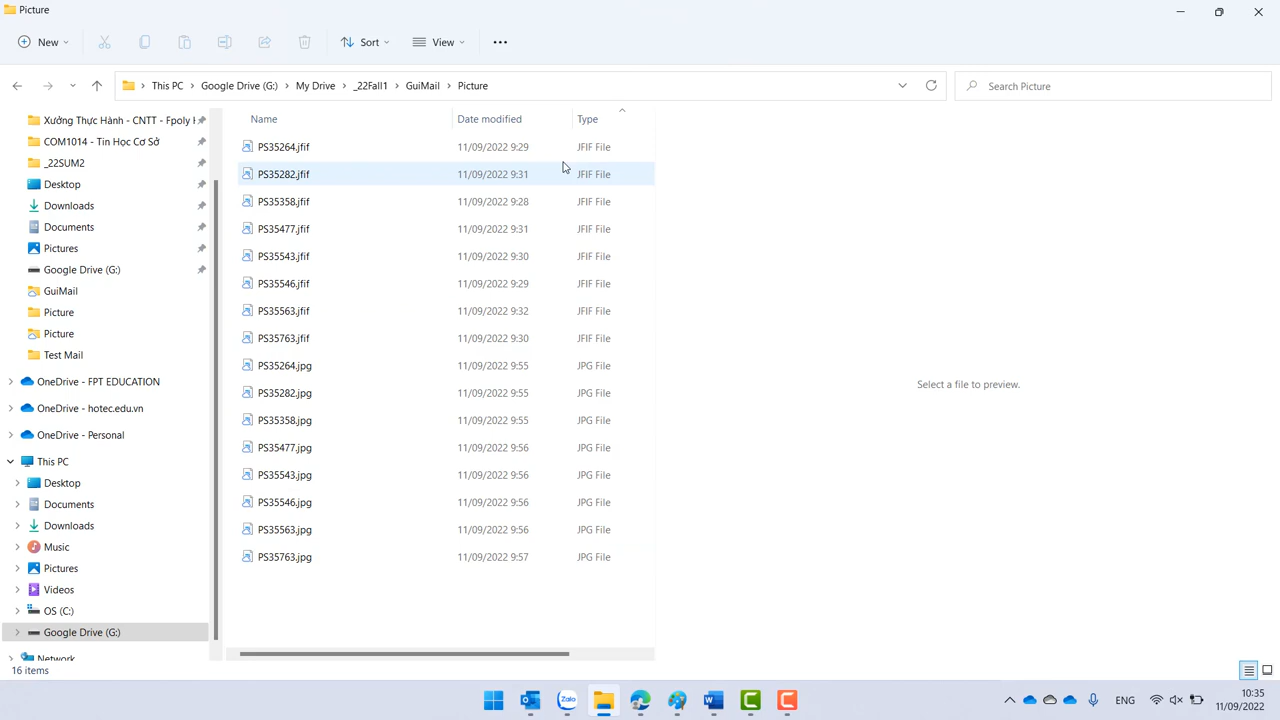 Picture
New
Sort
View
This PC > Google Drive (G:) > My Drive > _22Fall1 > GuiMail > Picture
Search Picture
Xưởng Thực Hành - CNTT - Fpoly
COM1014 - Tin Học Cơ Sở
_22SUM2
Desktop
Downloads
Documents
Pictures
Google Drive (G:)
GuiMail
Picture
Picture
Test Mail
OneDrive - FPT EDUCATION
OneDrive - hotec.edu.vn
OneDrive - Personal
This PC
Desktop
Documents
Downloads
Music
Pictures
Videos
OS (C:)
Google Drive (G:)
Network
Name Date modified Type
PS35264.jfif 11/09/2022 9:29 JFIF File
PS35282.jfif 11/09/2022 9:31 JFIF File
PS35358.jfif 11/09/2022 9:28 JFIF File
PS35477.jfif 11/09/2022 9:31 JFIF File
PS35543.jfif 11/09/2022 9:30 JFIF File
PS35546.jfif 11/09/2022 9:29 JFIF File
PS35563.jfif 11/09/2022 9:32 JFIF File
PS35763.jfif 11/09/2022 9:30 JFIF File
PS35264.jpg 11/09/2022 9:55 JPG File
PS35282.jpg 11/09/2022 9:55 JPG File
PS35358.jpg 11/09/2022 9:55 JPG File
PS35477.jpg 11/09/2022 9:56 JPG File
PS35543.jpg 11/09/2022 9:56 JPG File
PS35546.jpg 11/09/2022 9:56 JPG File
PS35563.jpg 11/09/2022 9:56 JPG File
PS35763.jpg 11/09/2022 9:57 JPG File
Select a file to preview.
16 items
Zalo
ENG
10:35
11/09/2022